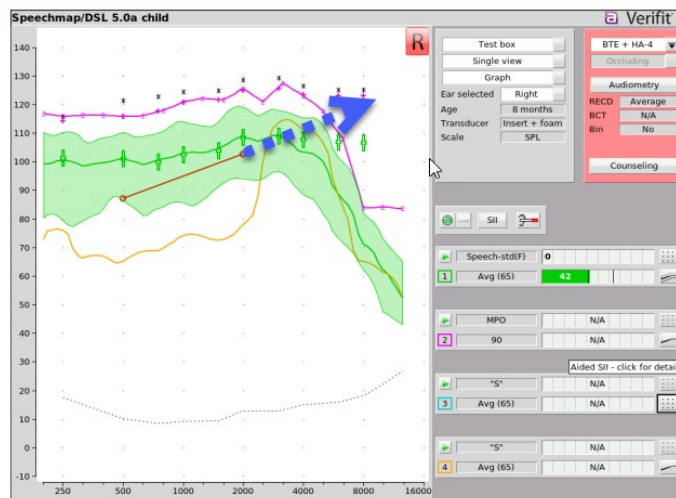 Speechmap/DSL 5.0a child
Verifit
R
140
130
120
110
100
90
80
70
60
50
40
30
20
10
0
-10
250 500 1000 2000 4000 8000 16000
Test box
Single view
Graph
Ear selected Right
Age 8 months
Transducer Insert + foam
Scale SPL
BTE + HA-4
Occluding
Audiometry
RECD Average
BCT N/A
Bin No
Counseling
SII
Speech-std(F) 0
1 Avg (65) 42
MPO N/A
2 90 N/A
Aided SII - click for detai
"S" N/A
3 Avg (65) N/A
"S" N/A
4 Avg (65) N/A